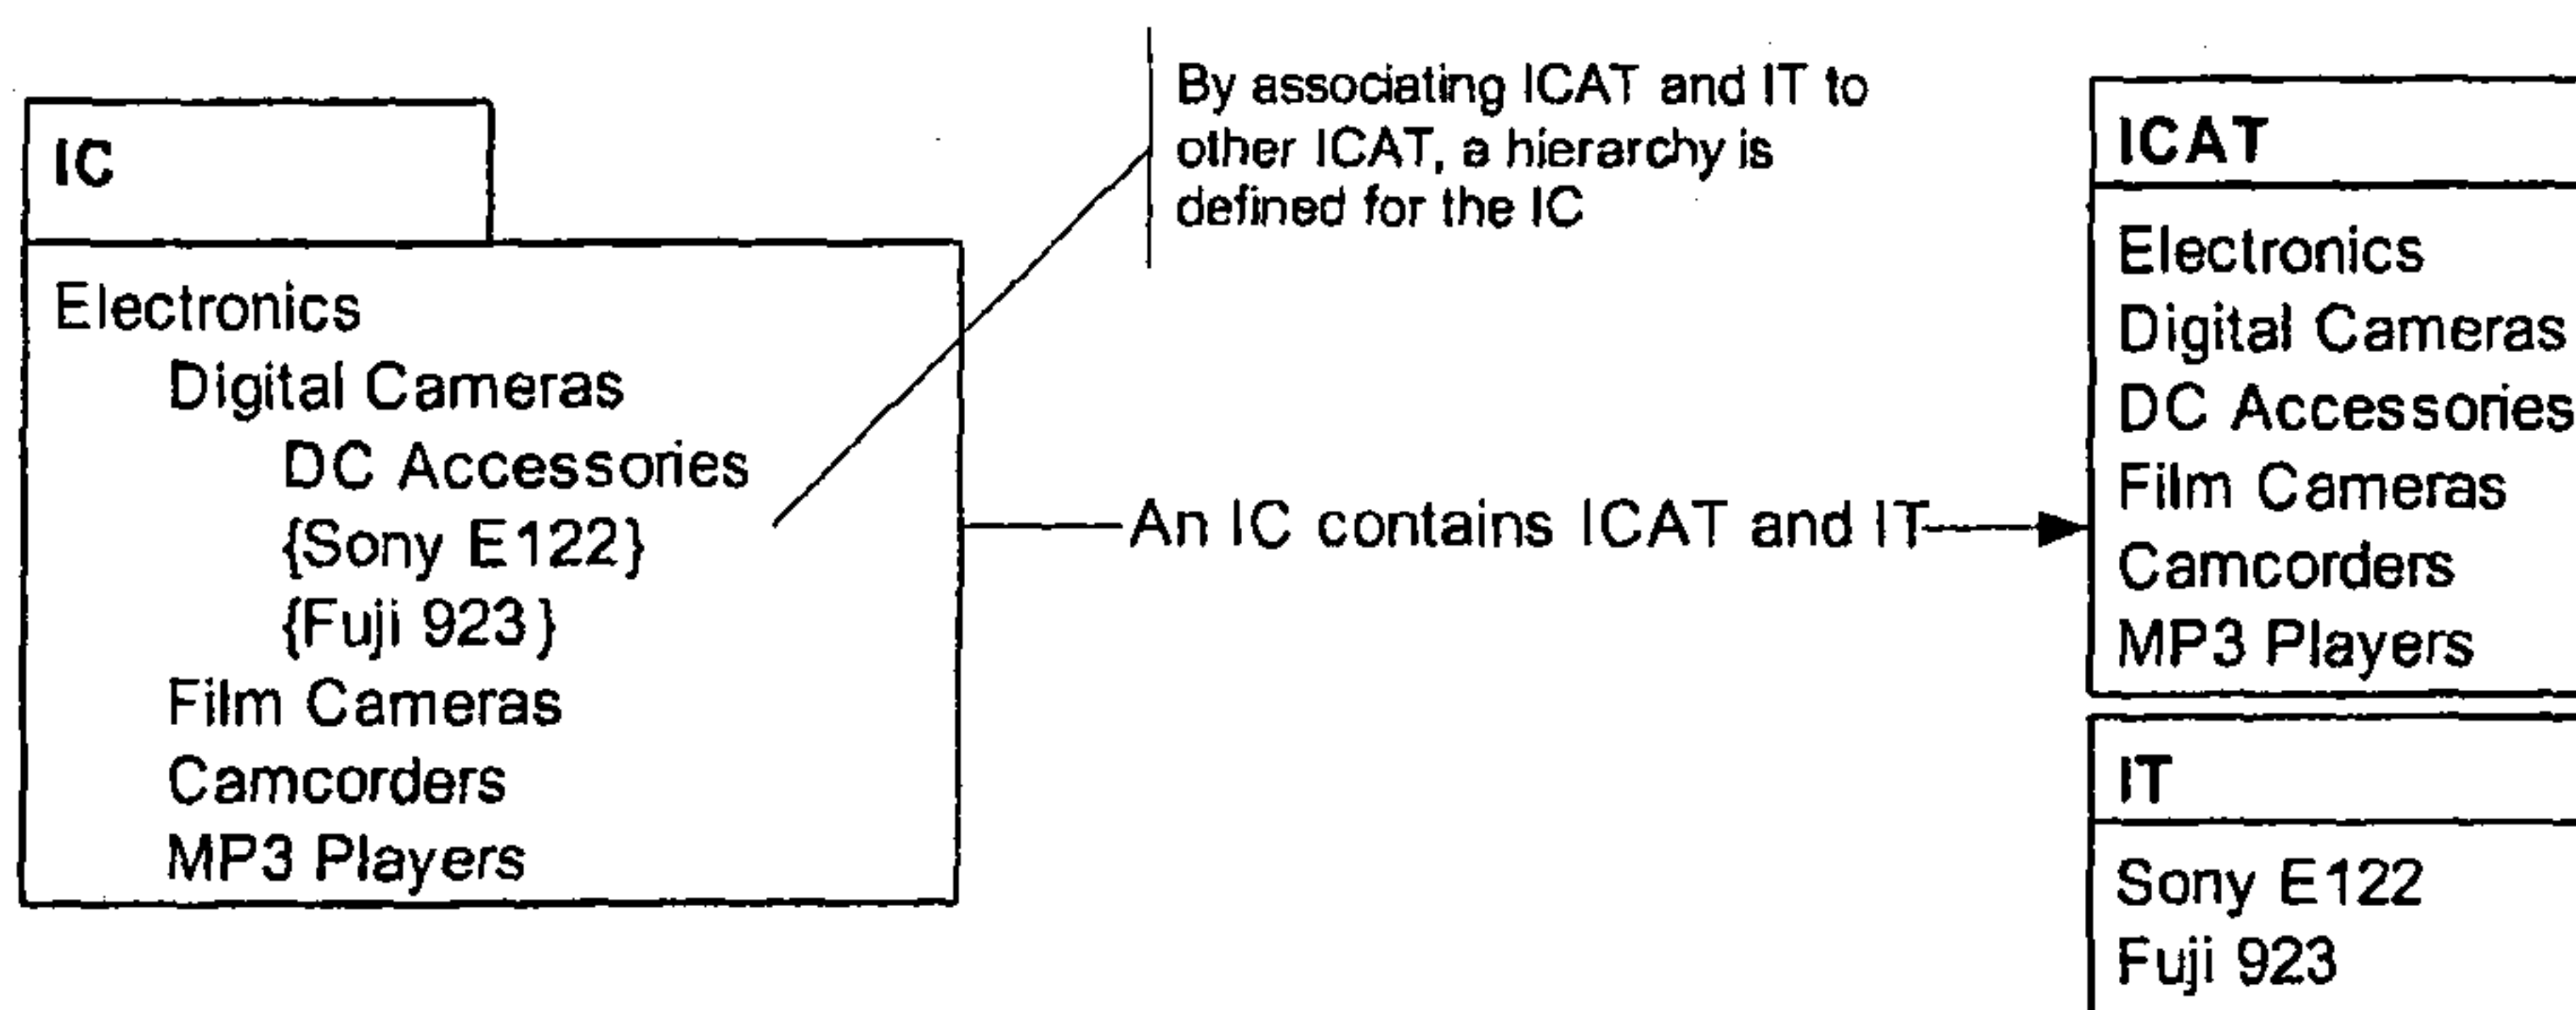 IC
Electronics
Digital Cameras
DC Accessories
{Sony E122}
{Fuji 923}
Film Cameras
Camcorders
MP3 Players
By associating ICAT and IT to
other ICAT, a hierarchy is
defined for the IC
An IC contains ICAT and IT
ICAT
Electronics
Digital Cameras
DC Accessories
Film Cameras
Camcorders
MP3 Players
IT
Sony E122
Fuji 923